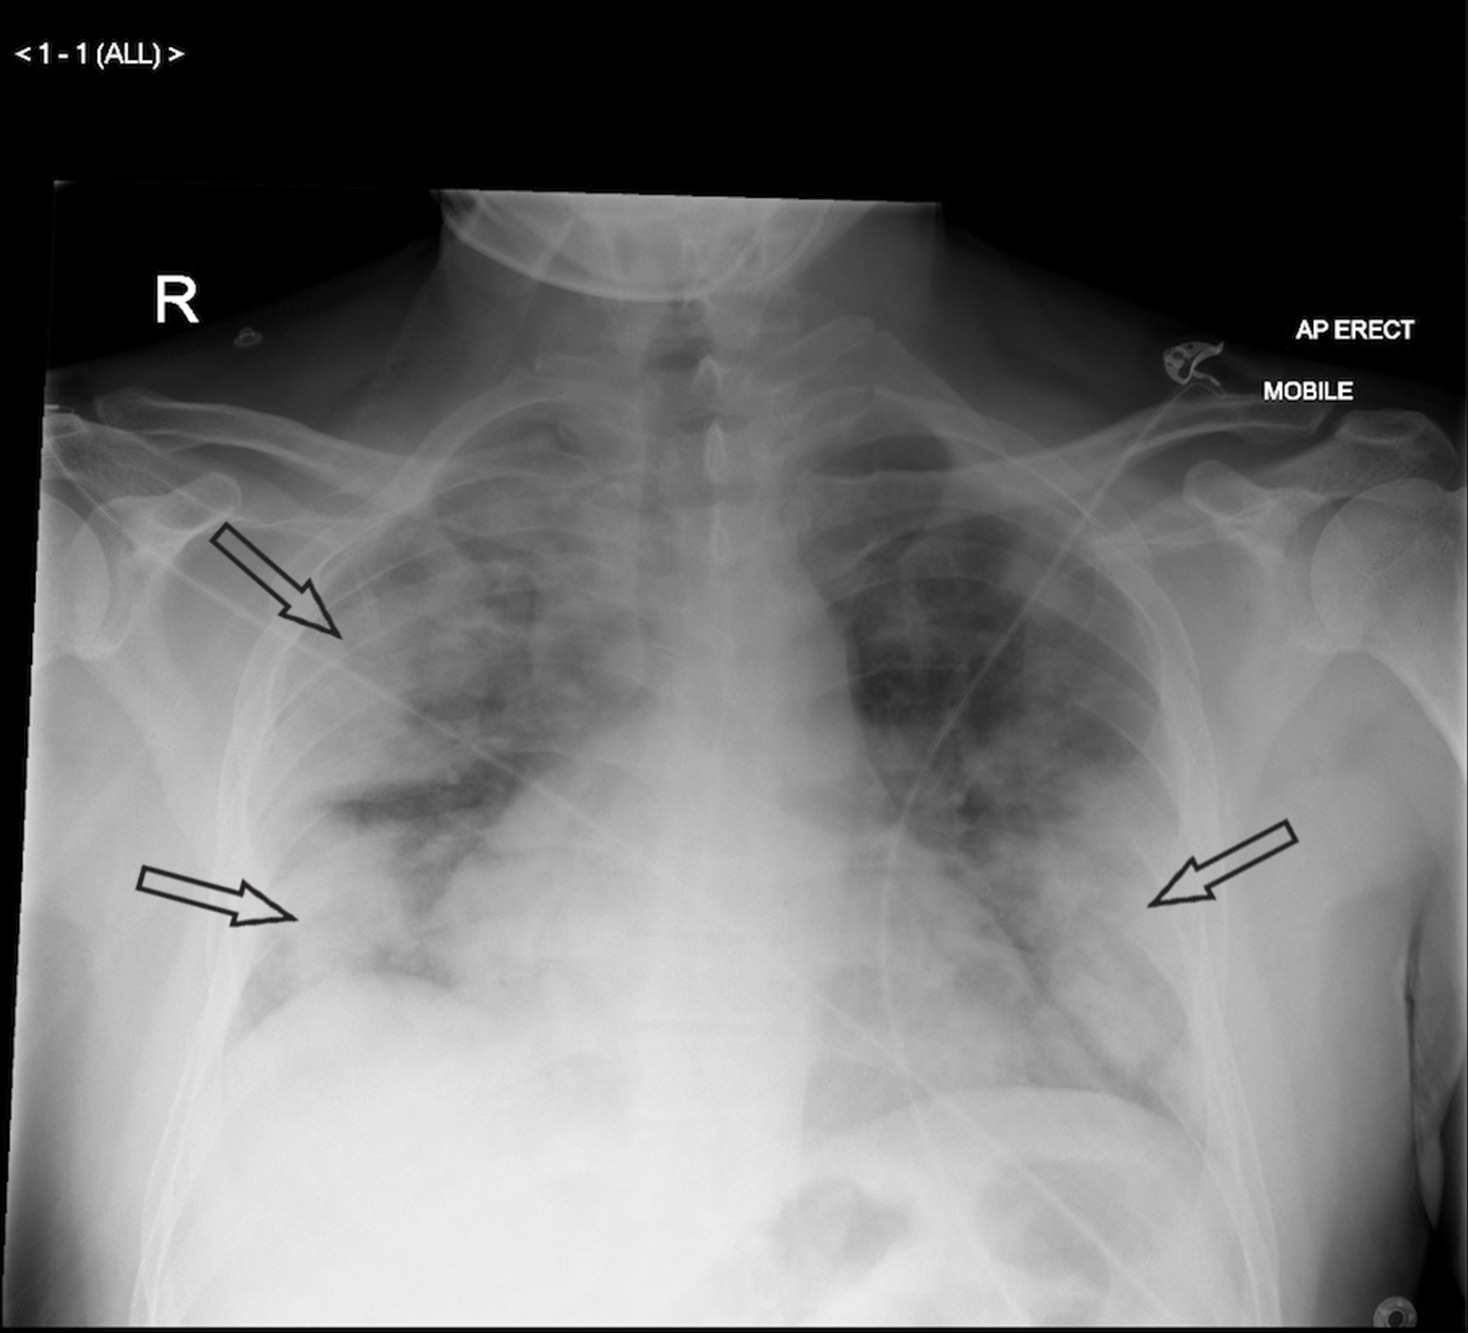 < 1 - 1 (ALL) >
R
AP ERECT
MOBILE